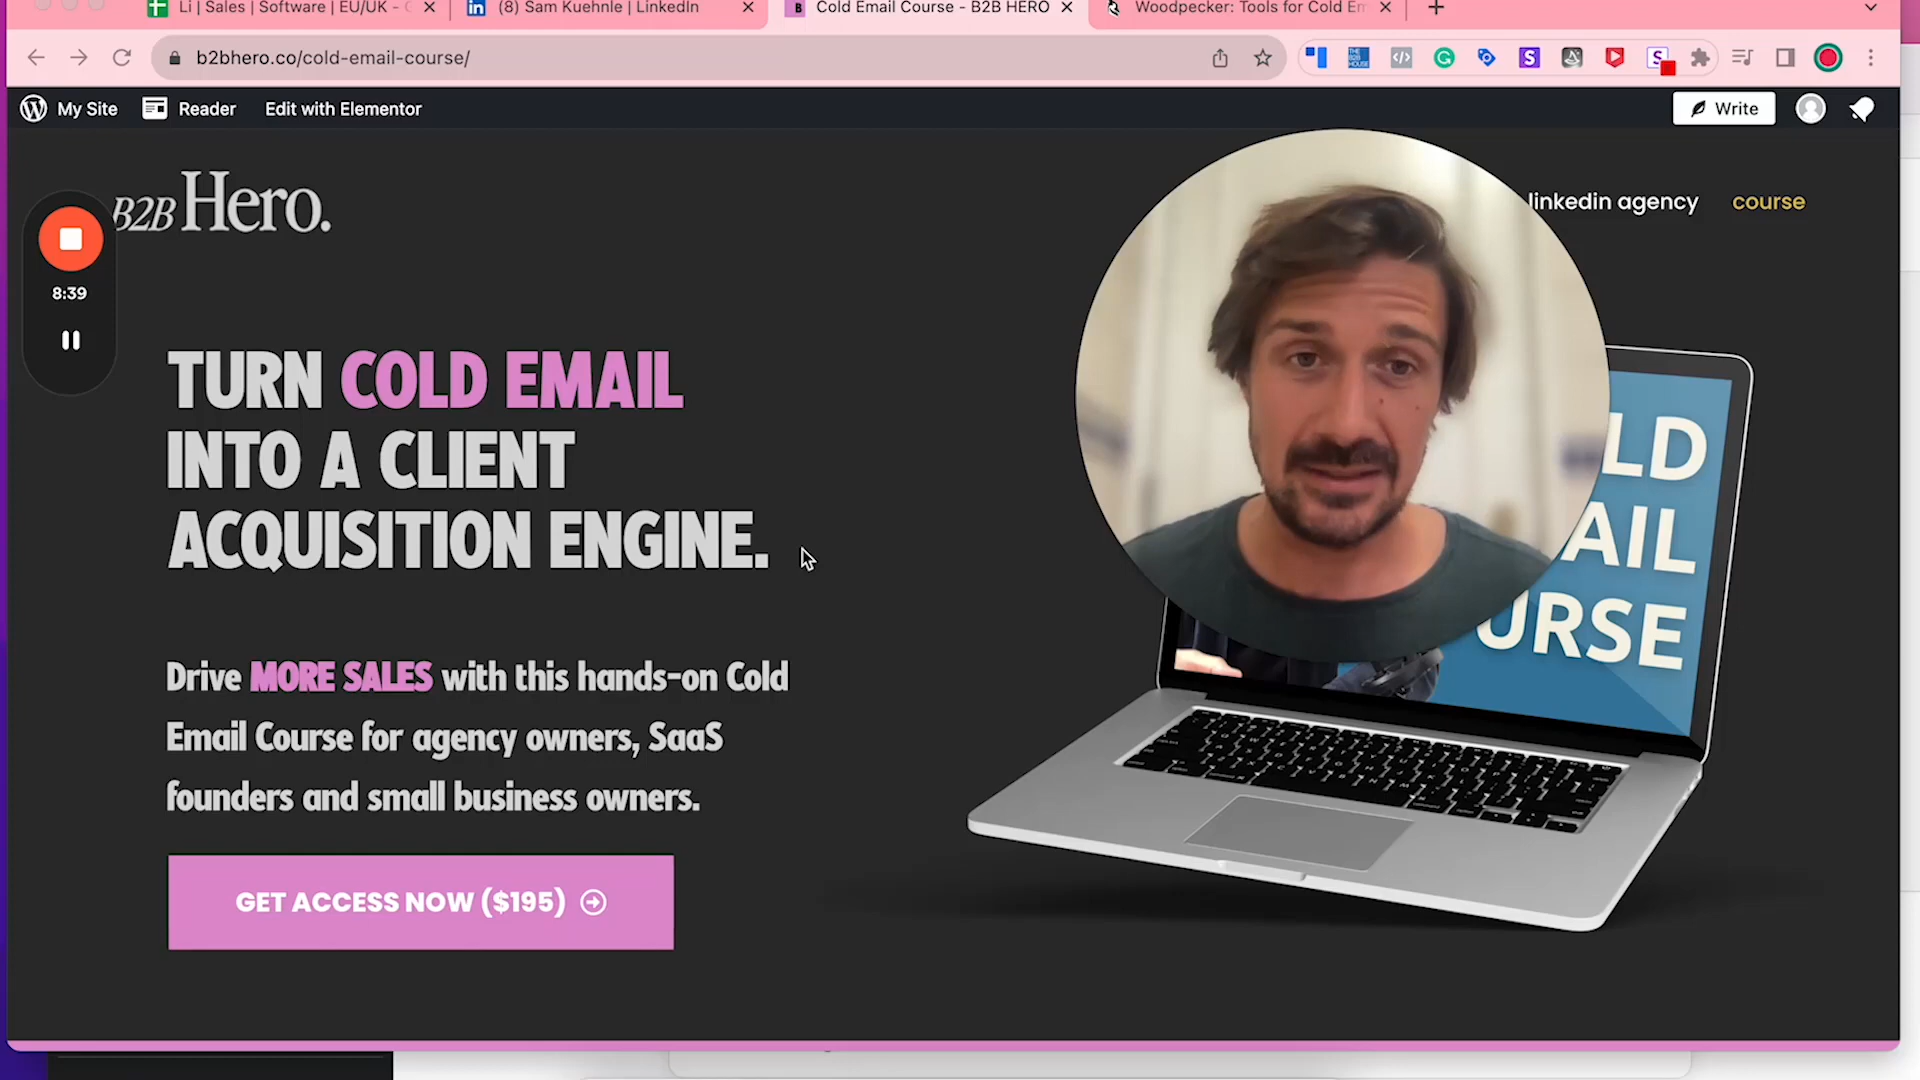 Li | Sales | Software | EU/UK -
(8) Sam Kuehnle | LinkedIn
Cold Email Course - B2B HERO
Woodpecker: Tools for Cold Em
b2bhero.co/cold-email-course/
My Site
Reader
Edit with Elementor
Write
B2B Hero.
linkedin agency
course
8:39
TURN COLD EMAIL
INTO A CLIENT
ACQUISITION ENGINE.
LD
AIL
URSE
Drive MORE SALES with this hands-on Cold
Email Course for agency owners, SaaS
founders and small business owners.
GET ACCESS NOW ($195)